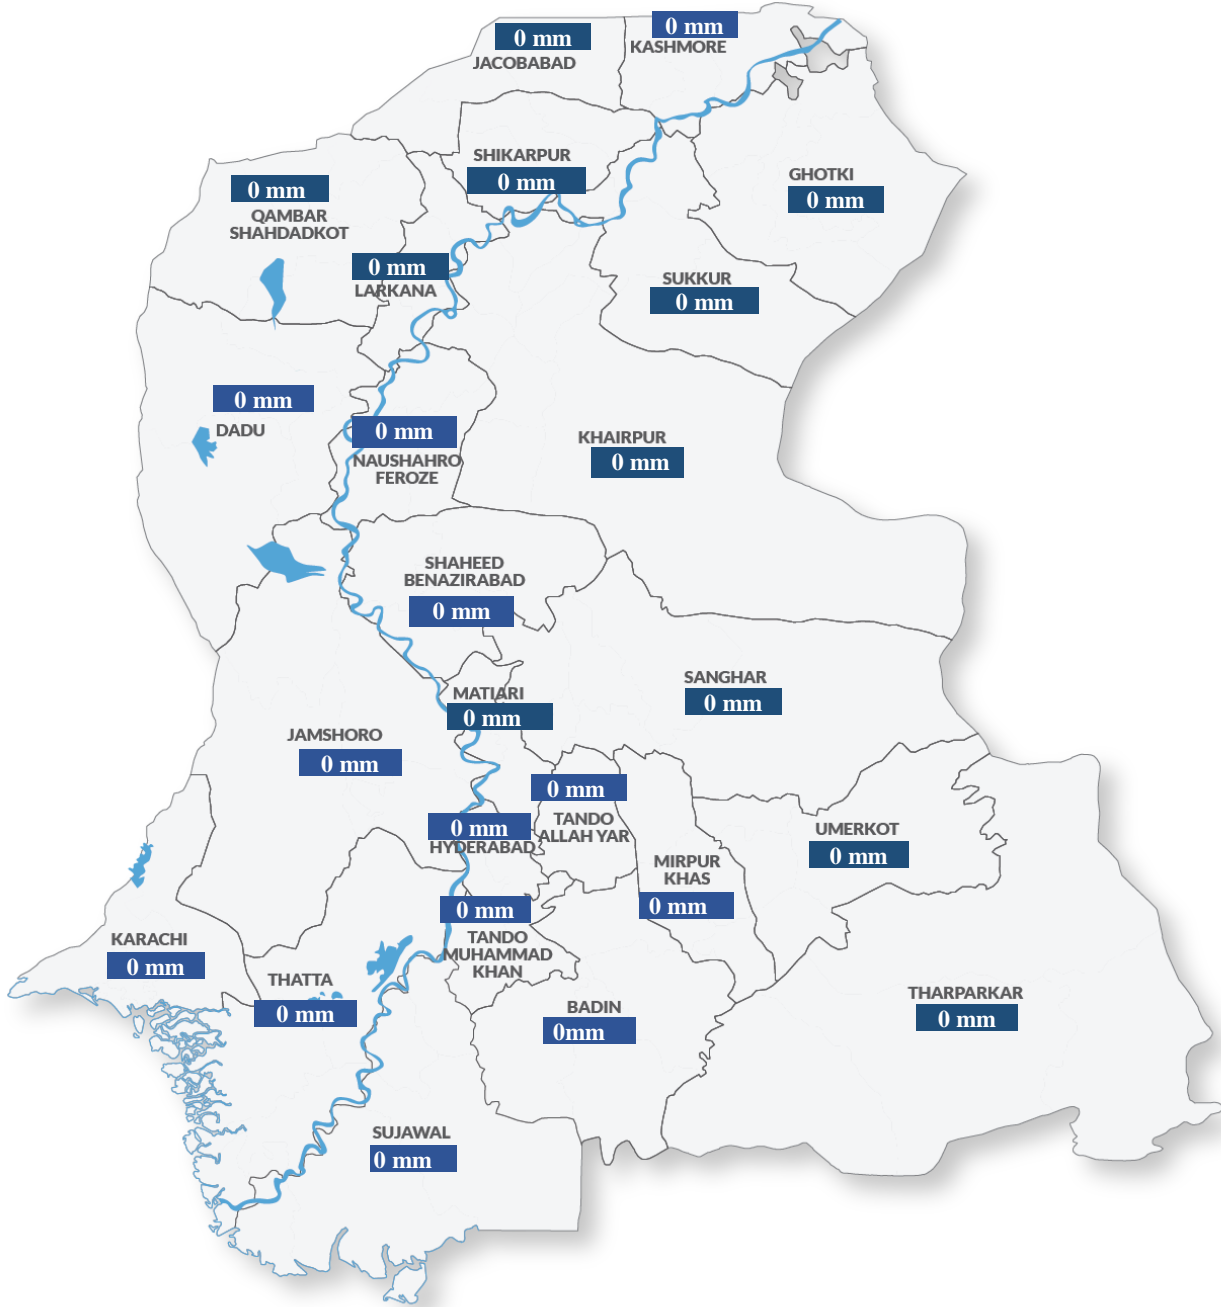 0 mm
KASHMORE
0 mm
JACOBABAD
SHIKARPUR
0 mm
GHOTKI
0 mm
0 mm
QAMBAR
SHAHDADKOT
0 mm
LARKANA
SUKKUR
0 mm
0 mm
DADU
0 mm
NAUSHAHRO
FEROZE
KHAIRPUR
0 mm
SHAHEED
BENAZIRABAD
0 mm
SANGHAR
0 mm
MATIARI
0 mm
JAMSHORO
0 mm
0 mm
TANDO
ALLAH YAR
0 mm
HYDERABAD
UMERKOT
0 mm
MIRPUR
KHAS
0 mm
0 mm
TANDO
MUHAMMAD
KHAN
KARACHI
0 mm
THATTA
0 mm
BADIN
0mm
THARPARKAR
0 mm
SUJAWAL
0 mm